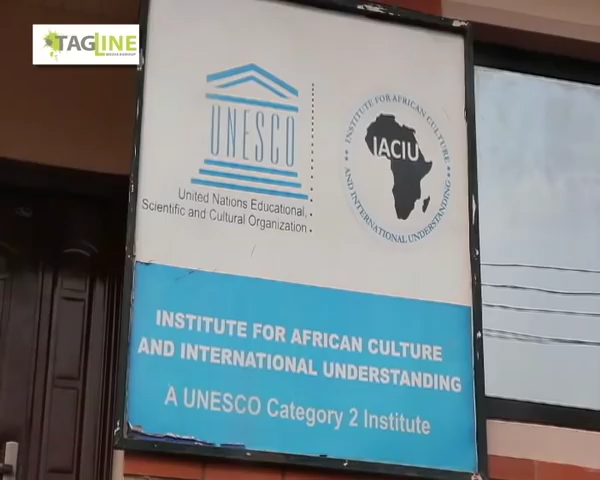 TAGLINE
UNESCO
United Nations Educational,
Scientific and Cultural Organization
INSTITUTE FOR AFRICAN CULTURE
AND INTERNATIONAL UNDERSTANDING
IACIU
INSTITUTE FOR AFRICAN CULTURE
AND INTERNATIONAL UNDERSTANDING
A UNESCO Category 2 Institute